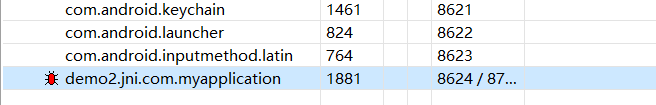 com.android.keychain 1461 8621
com.android.launcher 824 8622
com.android.inputmethod.latin 764 8623
demo2.jni.com.myapplication 1881 8624 / 87...